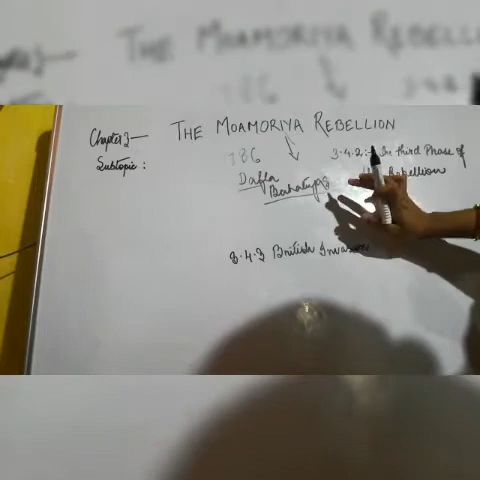 Chapter 3— THE MOAMORIYA REBELLION
Subtopic :
786
3.4.2: In third Phase of
Rebellion
Dafla
Bahatiyas
3.4.3 British Invasion